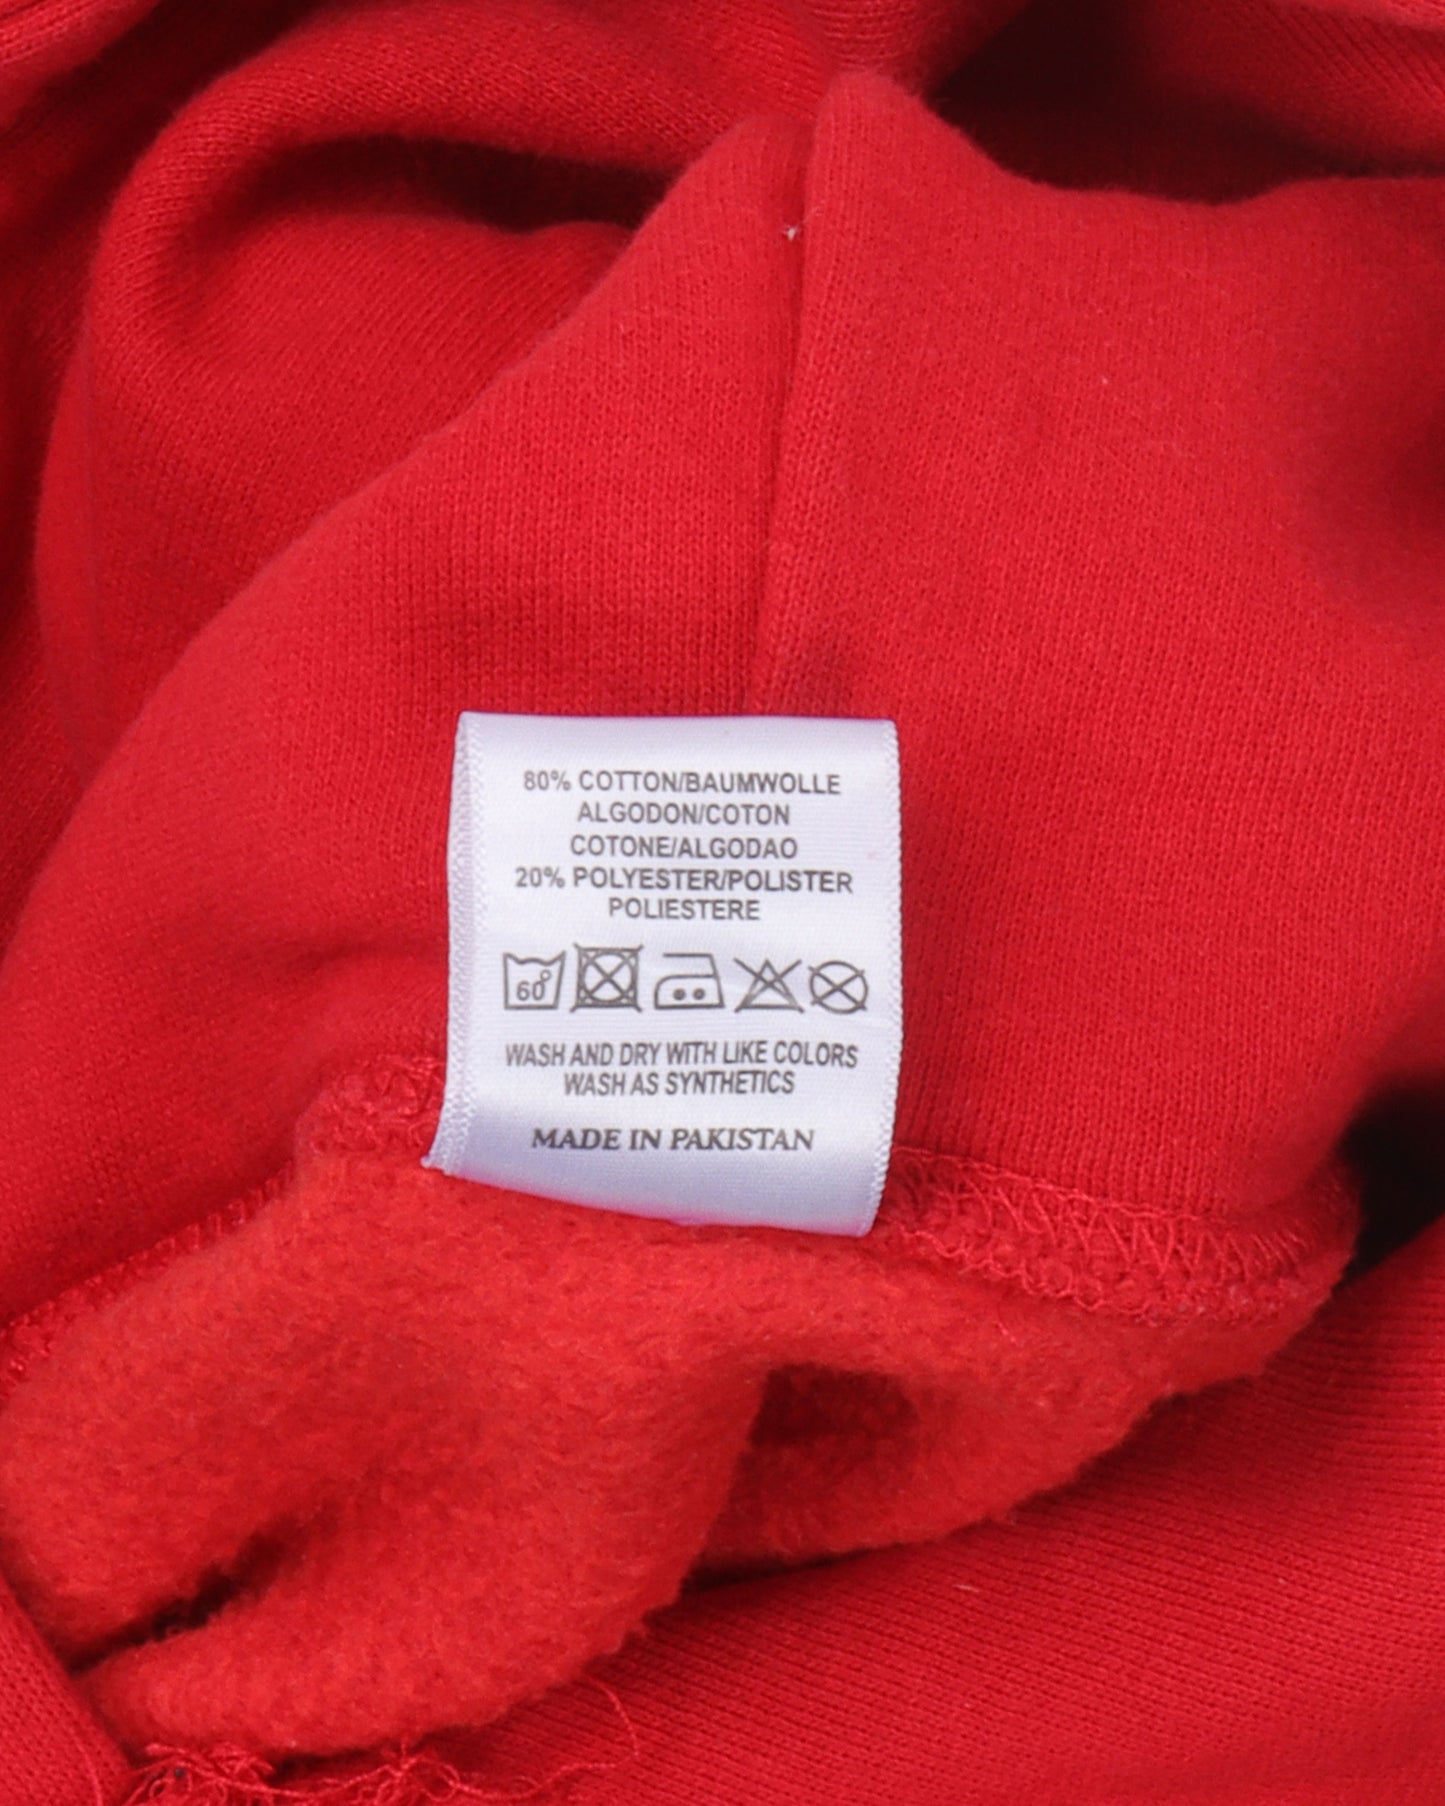 80% COTTON/BAUMWOLLE
ALGODON/COTON
COTONE/ALGODAO
20% POLYESTER/POLISTER
POLIESTERE
60°
WASH AND DRY WITH LIKE COLORS
WASH AS SYNTHETICS
MADE IN PAKISTAN